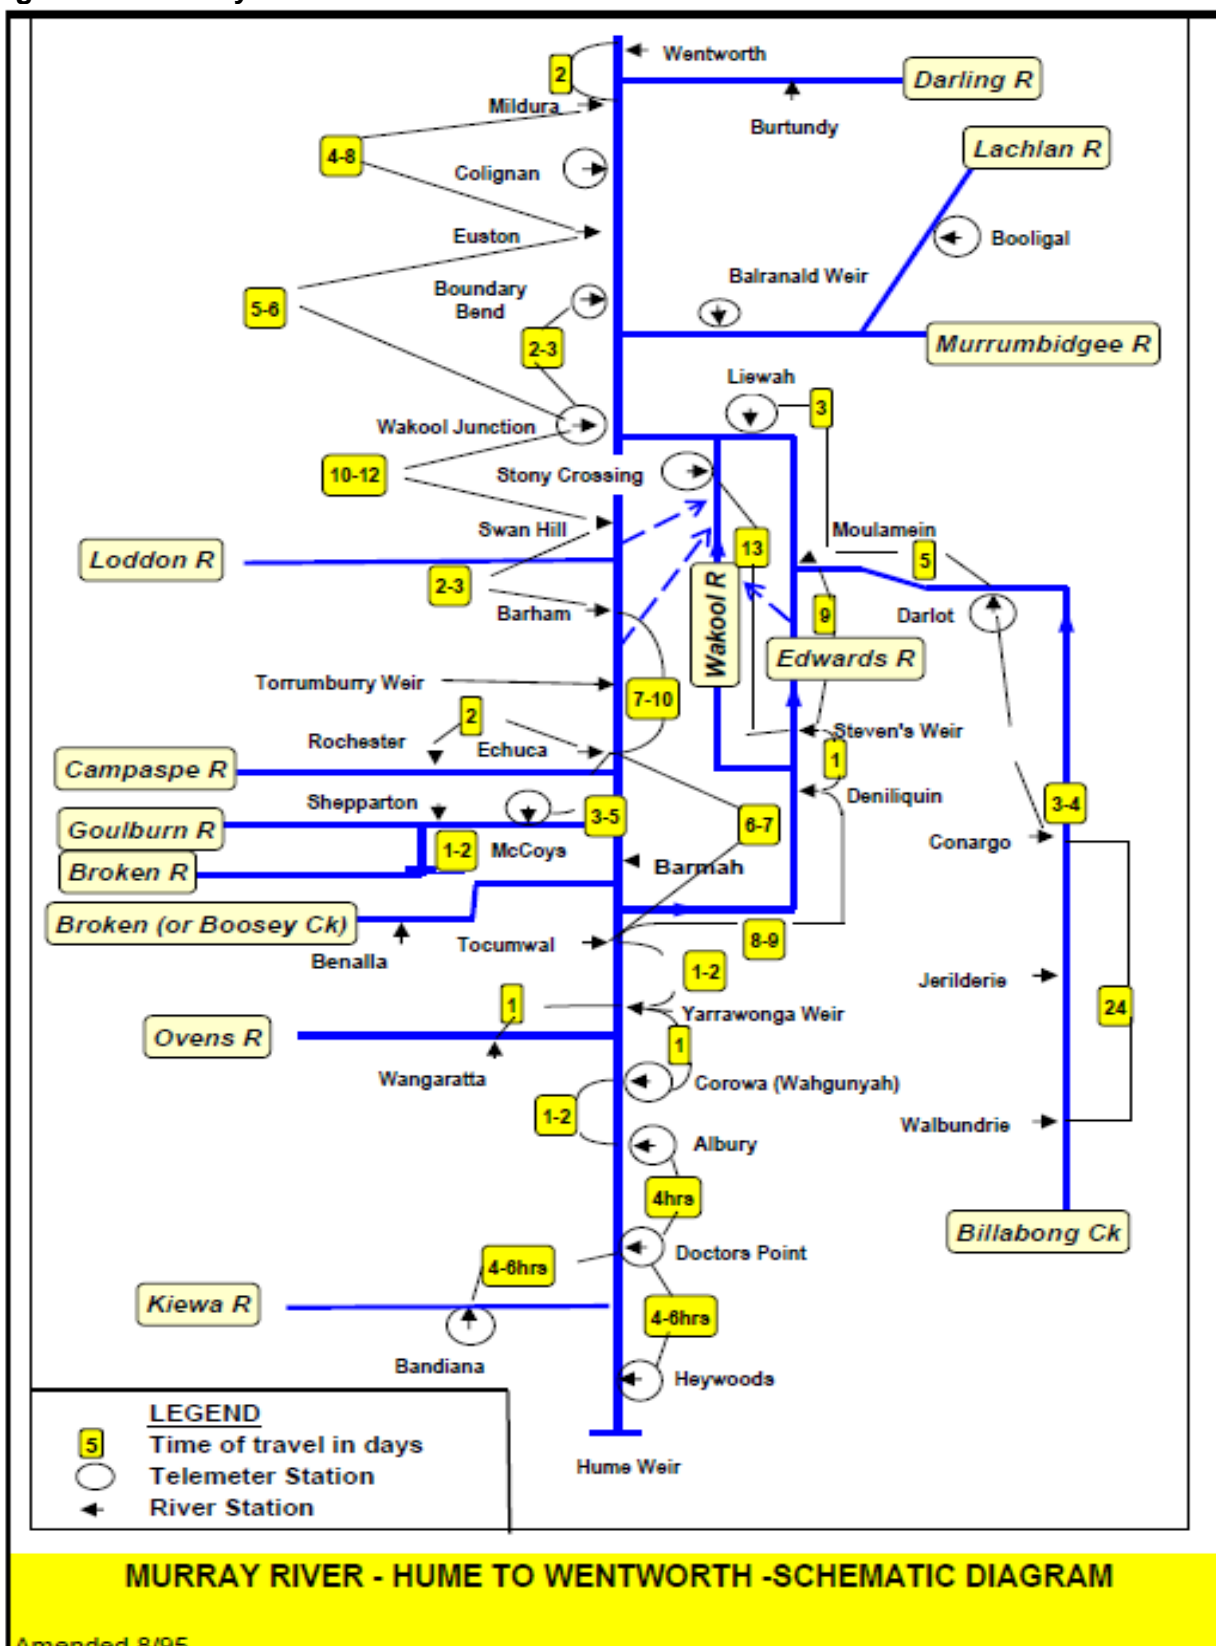 Wentworth
2
Darling R
Mildura
Burtundy
4-8
Lachlan R
Colignan
Euston
Booligal
Balranald Weir
Boundary
Bend
5-6
2-3
Murrumbidgee R
Liewah
3
Wakool Junction
10-12
Stony Crossing
Swan Hill
Moulamein
13
5
Loddon R
2-3
Barham
Wakool R
9
Darlot
Edwards R
Torrumburry Weir
7-10
2
Rochester
Echuca
Steven's Weir
1
Campaspe R
Deniliquin
Shepparton
3-5
6-7
3-4
Goulburn R
1-2
McCoys
Conargo
Broken R
Barmah
Broken (or Boosey Ck)
Tocumwal
8-9
Benalla
1-2
Jerilderie
1
Yarrawonga Weir
24
Ovens R
1
Wangaratta
Corowa (Wahgunyah)
1-2
Walbundrie
Albury
4hrs
Billabong Ck
Doctors Point
4-6hrs
Kiewa R
4-6hrs
Bandiana
Heywoods
LEGEND
5 Time of travel in days
Telemeter Station
River Station
Hume Weir
MURRAY RIVER - HUME TO WENTWORTH -SCHEMATIC DIAGRAM
Amended 8/95